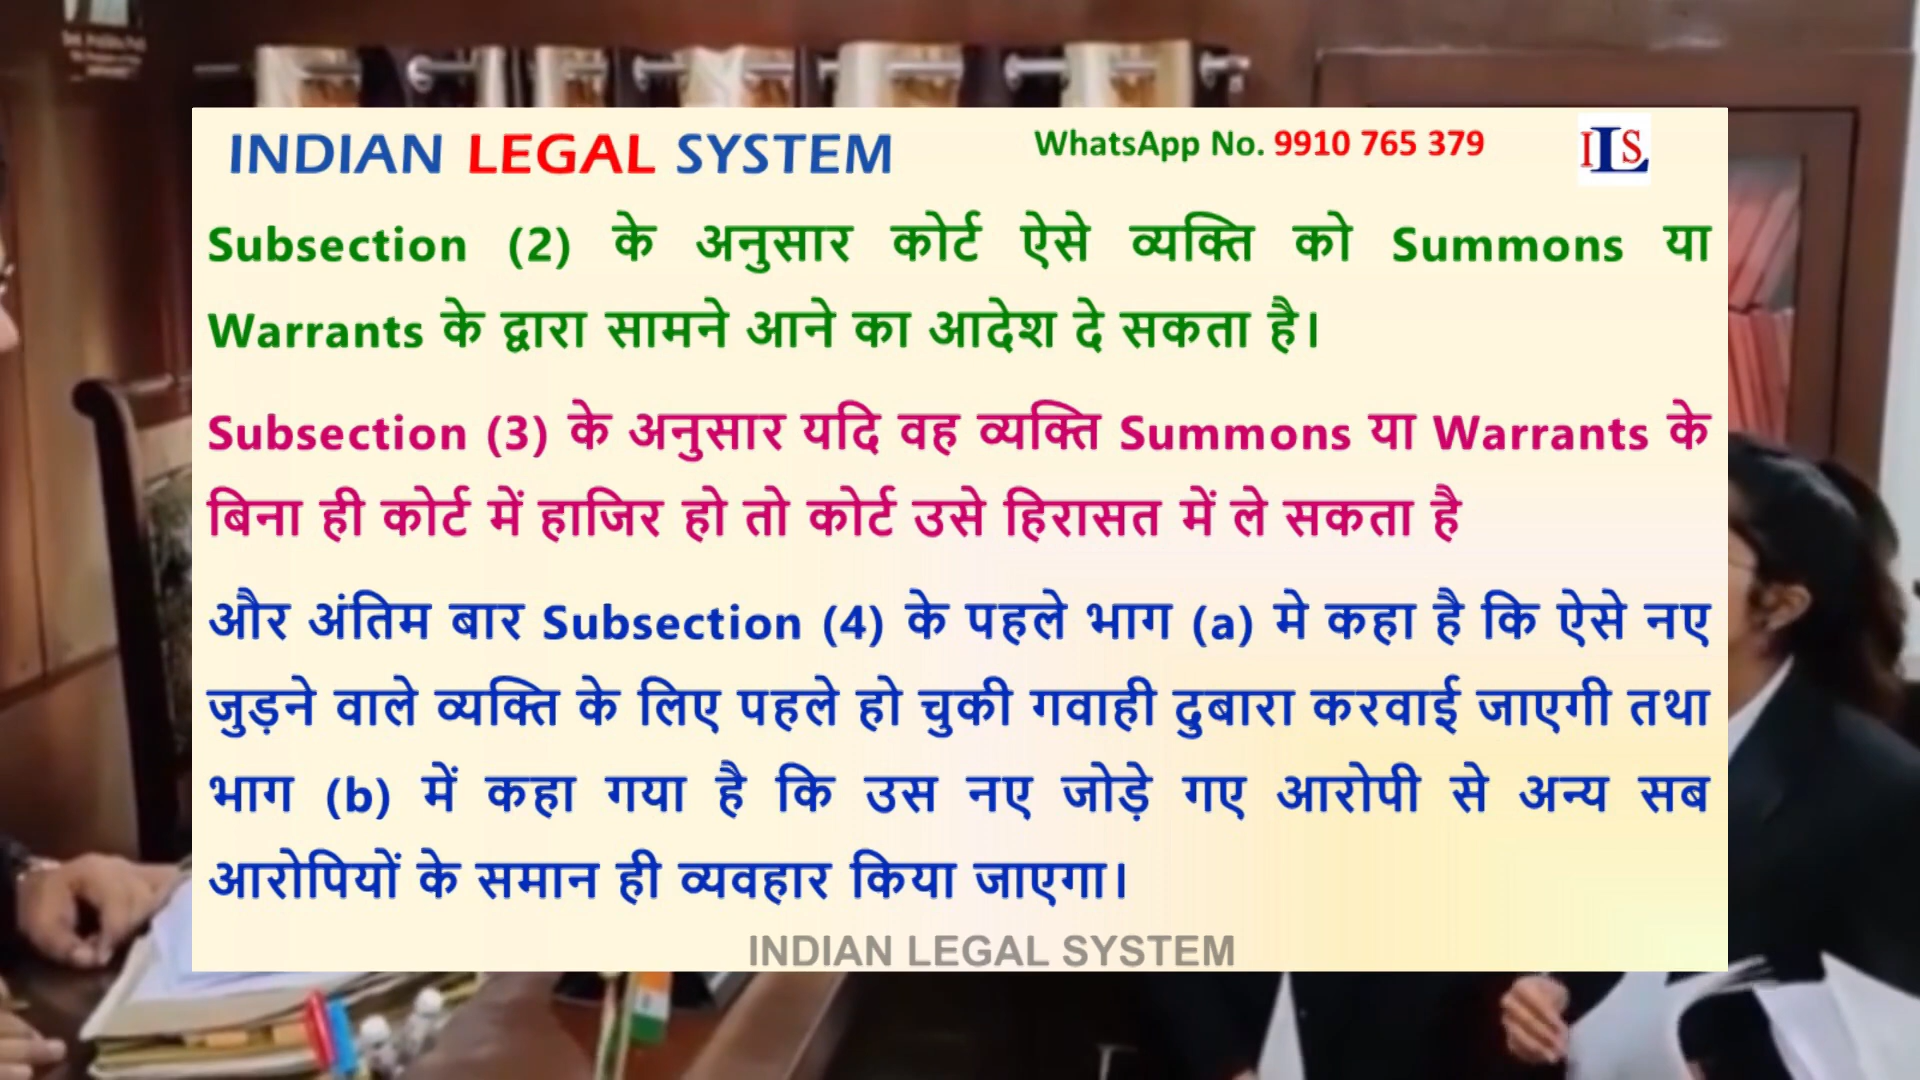 INDIAN LEGAL SYSTEM
WhatsApp No. 9910 765 379
ILS
Subsection (2) के अनुसार कोर्ट ऐसे व्यक्ति को Summons या
Warrants के द्वारा सामने आने का आदेश दे सकता है।
Subsection (3) के अनुसार यदि वह व्यक्ति Summons या Warrants के
बिना ही कोर्ट में हाजिर हो तो कोर्ट उसे हिरासत में ले सकता है
और अंतिम बार Subsection (4) के पहले भाग (a) मे कहा है कि ऐसे नए
जुड़ने वाले व्यक्ति के लिए पहले हो चुकी गवाही दुबारा करवाई जाएगी तथा
भाग (b) में कहा गया है कि उस नए जोड़े गए आरोपी से अन्य सब
आरोपियों के समान ही व्यवहार किया जाएगा।
INDIAN LEGAL SYSTEM